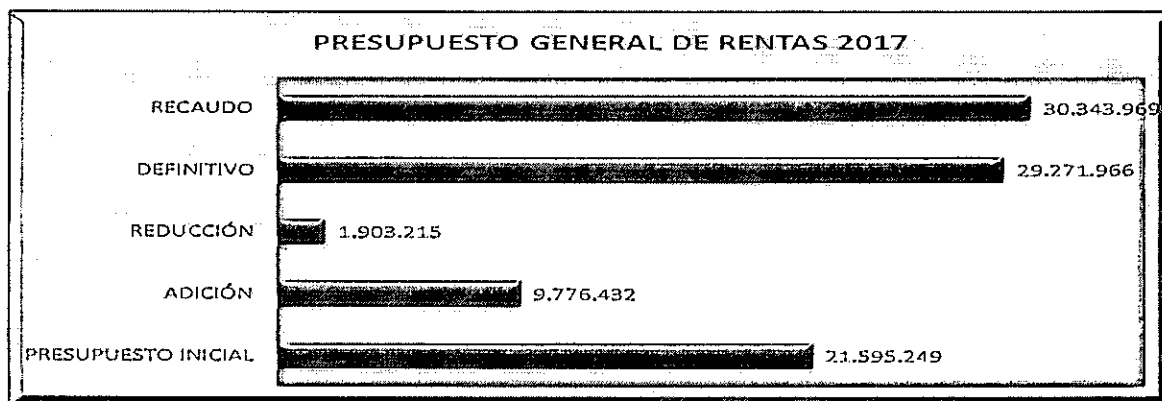 PRESUPUESTO GENERAL DE RENTAS 2017
RECAUDO 30.343.969
DEFINITIVO 29.271.966
REDUCCIÓN 1.903.215
ADICIÓN 9.776.432
PRESUPUESTO INICIAL 21.595.249